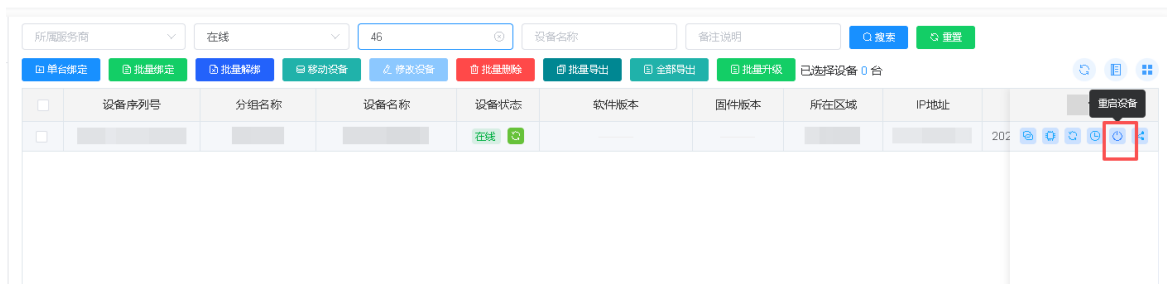 所属服务商 在线 46 设备名称 备注说明 搜索 重置
单台绑定 批量绑定 批量解绑 移动设备 修改设备 批量删除 批量导出 全部导出 批量升级 已选择设备 0 台
设备序列号 分组名称 设备名称 设备状态 软件版本 固件版本 所在区域 IP地址 重启设备
在线 202